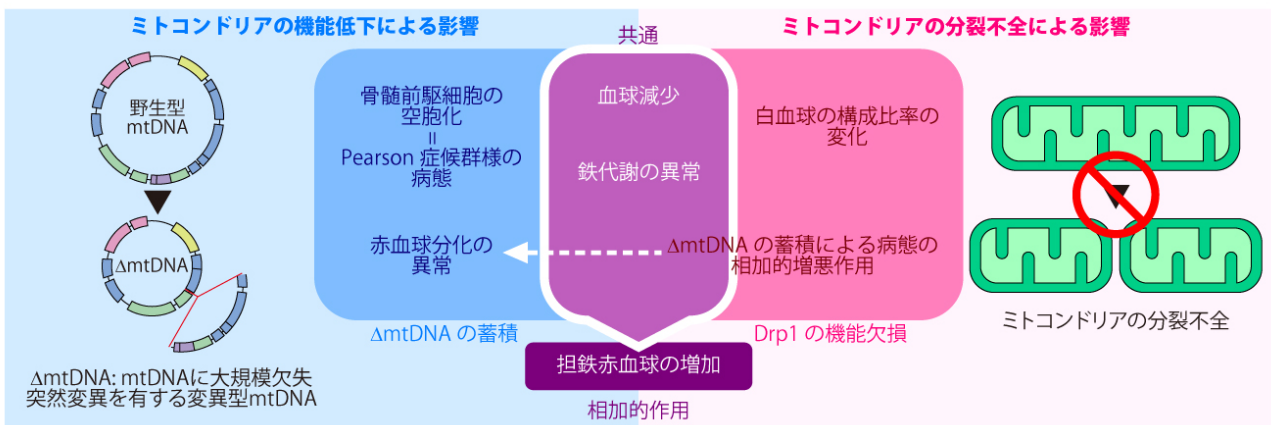 ミトコンドリアの機能低下による影響
野生型
mtDNA
ΔmtDNA
ΔmtDNA: mtDNAに大規模欠失
突然変異を有する変異型mtDNA
骨髄前駆細胞の
空胞化
=
Pearson 症候群様の
病態
赤血球分化の
異常
ΔmtDNA の蓄積
共通
血球減少
鉄代謝の異常
担鉄赤血球の増加
相加的作用
ミトコンドリアの分裂不全による影響
白血球の構成比率の
変化
ΔmtDNA の蓄積による病態の
相加的増悪作用
Drp1 の機能欠損
ミトコンドリアの分裂不全